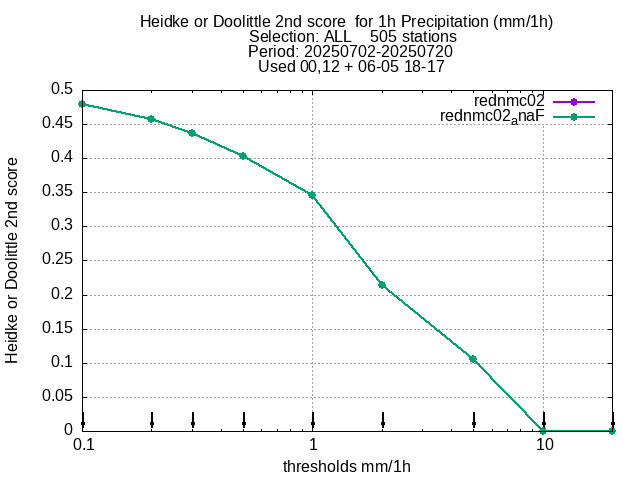 Heidke or Doolittle 2nd score  for 1h Precipitation (mm/1h)
Selection: ALL    505 stations
Period: 20250702-20250720
Used 00,12 + 06-05 18-17
rednmc02
rednmc02anaF
Heidke or Doolittle 2nd score
0.5
0.45
0.4
0.35
0.3
0.25
0.2
0.15
0.1
0.05
0
0.1 1 10
thresholds mm/1h